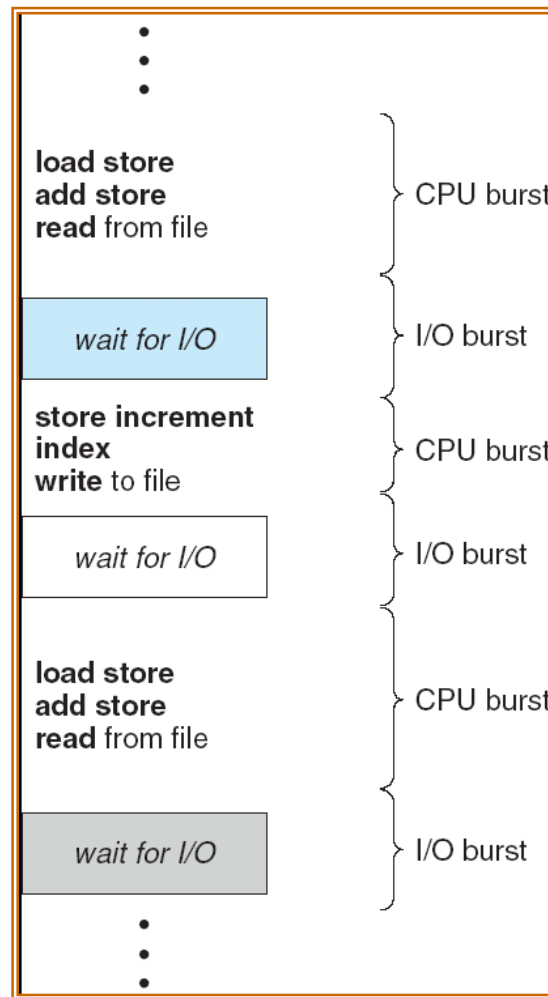 load store
add store
read from file
CPU burst
wait for I/O
I/O burst
store increment
index
write to file
CPU burst
wait for I/O
I/O burst
load store
add store
read from file
CPU burst
wait for I/O
I/O burst